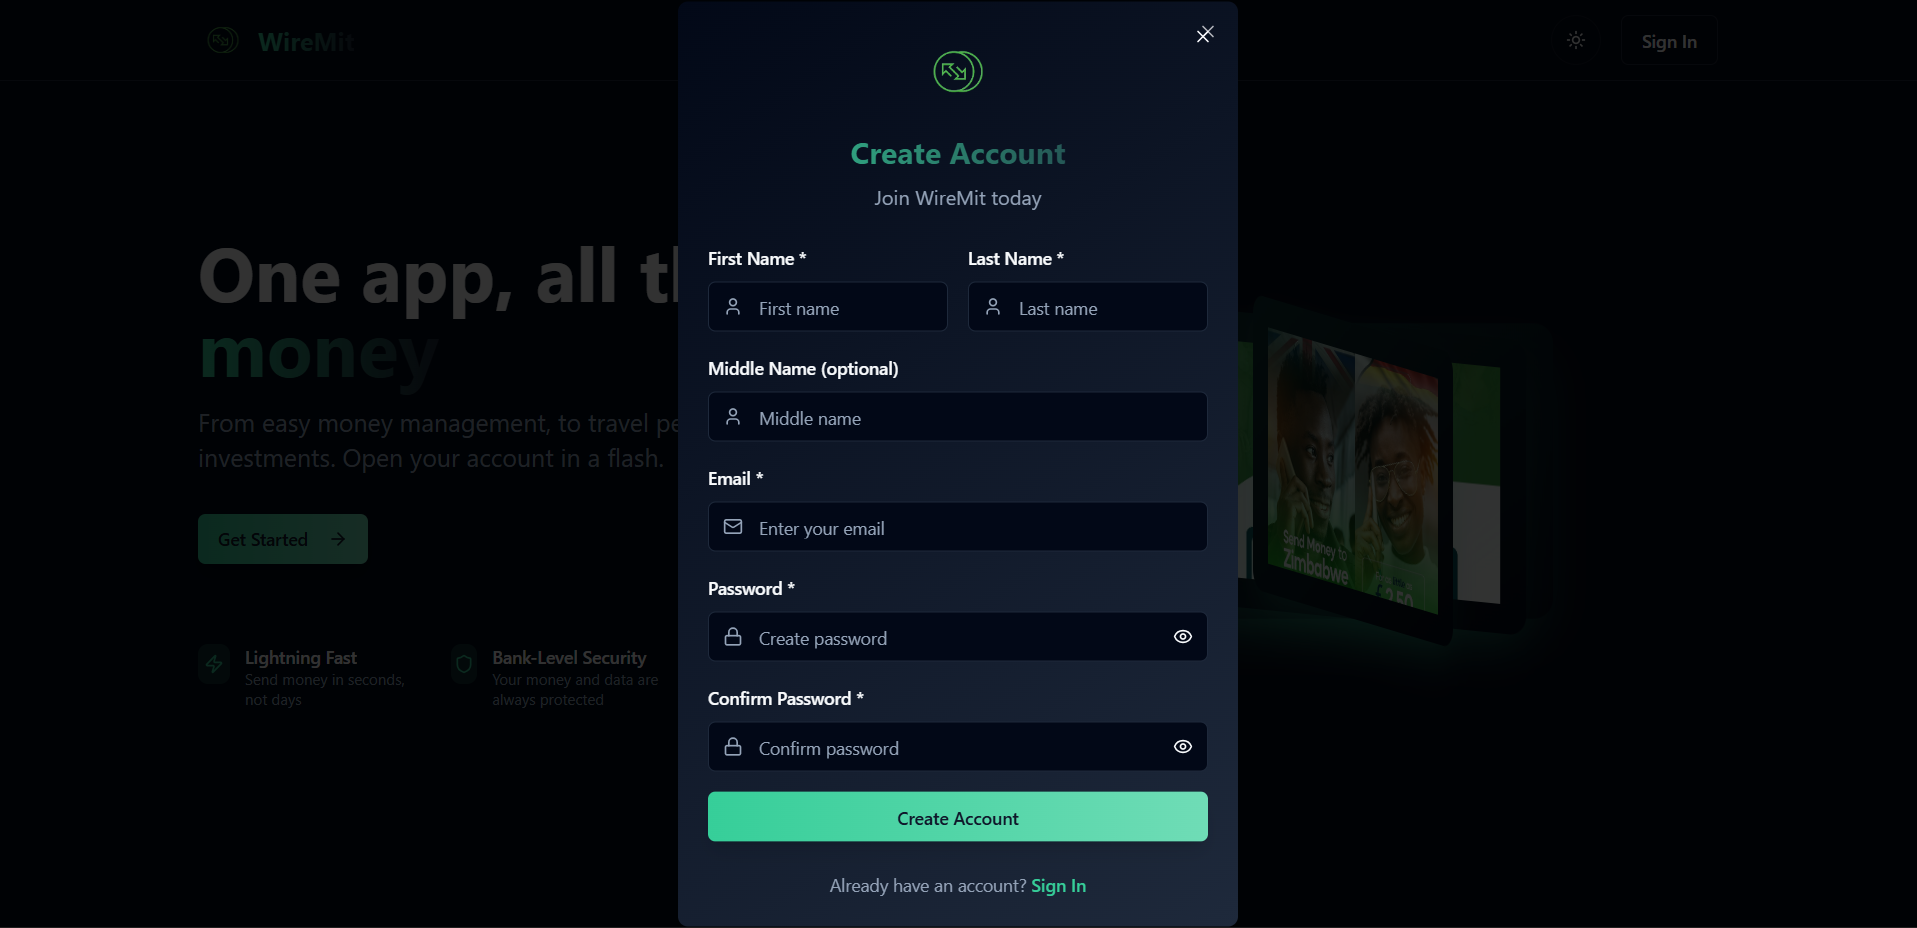 WireMit
Sign In
Create Account
Join WireMit today
First Name *
Last Name *
First name
Last name
Middle Name (optional)
Middle name
Email *
Enter your email
Password *
Create password
Confirm Password *
Confirm password
Create Account
Already have an account? Sign In
One app, all
money
From easy money management, to travel
investments. Open your account in a flash.
Get Started
Lightning Fast
Send money in seconds,
not days
Bank-Level Security
Your money and data are
always protected
Send Money to
Zimbabwe